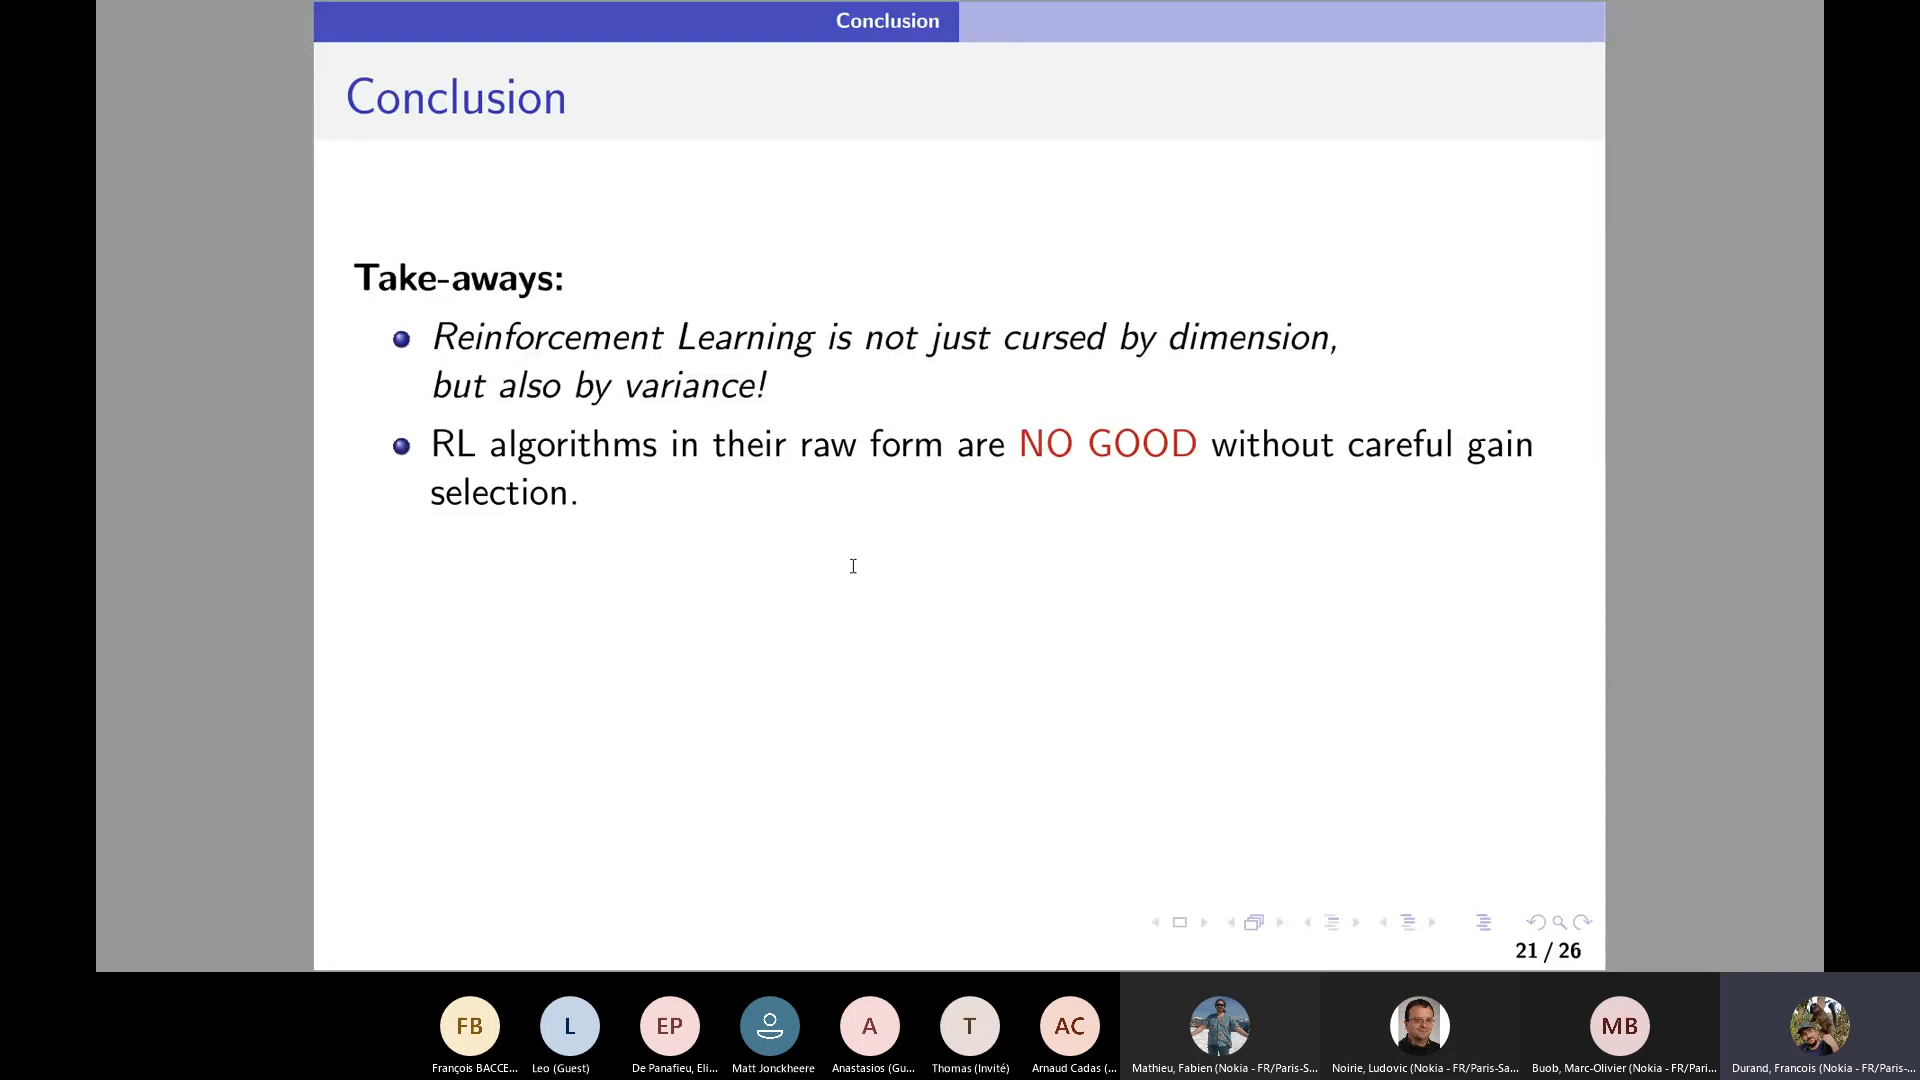 Conclusion
Conclusion
Take-aways:
Reinforcement Learning is not just cursed by dimension,
but also by variance!
RL algorithms in their raw form are NO GOOD without careful gain
selection.
21 / 26
FB
L
EP
A
T
AC
MB
François BACCE...
Leo (Guest)
De Panafieu, Eli...
Matt Jonckheere
Anastasios (Gu...
Thomas (Invité)
Arnaud Cadas (...
Mathieu, Fabien (Nokia - FR/Paris-S...
Noirie, Ludovic (Nokia - FR/Paris-Sa...
Buob, Marc-Olivier (Nokia - FR/Pari...
Durand, Francois (Nokia - FR/Paris-...